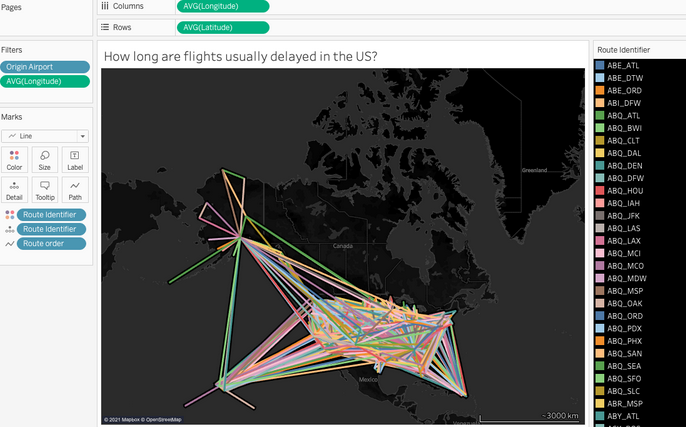 Pages
Columns
AVG(Longitude)
Rows
AVG(Latitude)
Filters
Origin Airport
AVG(Longitude)
Marks
Line
Color
Size
Label
Detail
Tooltip
Path
Route Identifier
Route Identifier
Route order
How long are flights usually delayed in the US?
Greenland
Canada
Mexico
© 2021 Mapbox © OpenStreetMap
~3000 km
Route Identifier
ABE_ATL
ABE_DTW
ABE_ORD
ABI_DFW
ABQ_ATL
ABQ_BWI
ABQ_CLT
ABQ_DAL
ABQ_DEN
ABQ_DFW
ABQ_HOU
ABQ_IAH
ABQ_JFK
ABQ_LAS
ABQ_LAX
ABQ_MCI
ABQ_MCO
ABQ_MDW
ABQ_MSP
ABQ_OAK
ABQ_ORD
ABQ_PDX
ABQ_PHX
ABQ_SAN
ABQ_SEA
ABQ_SFO
ABQ_SLC
ABR_MSP
ABY_ATL